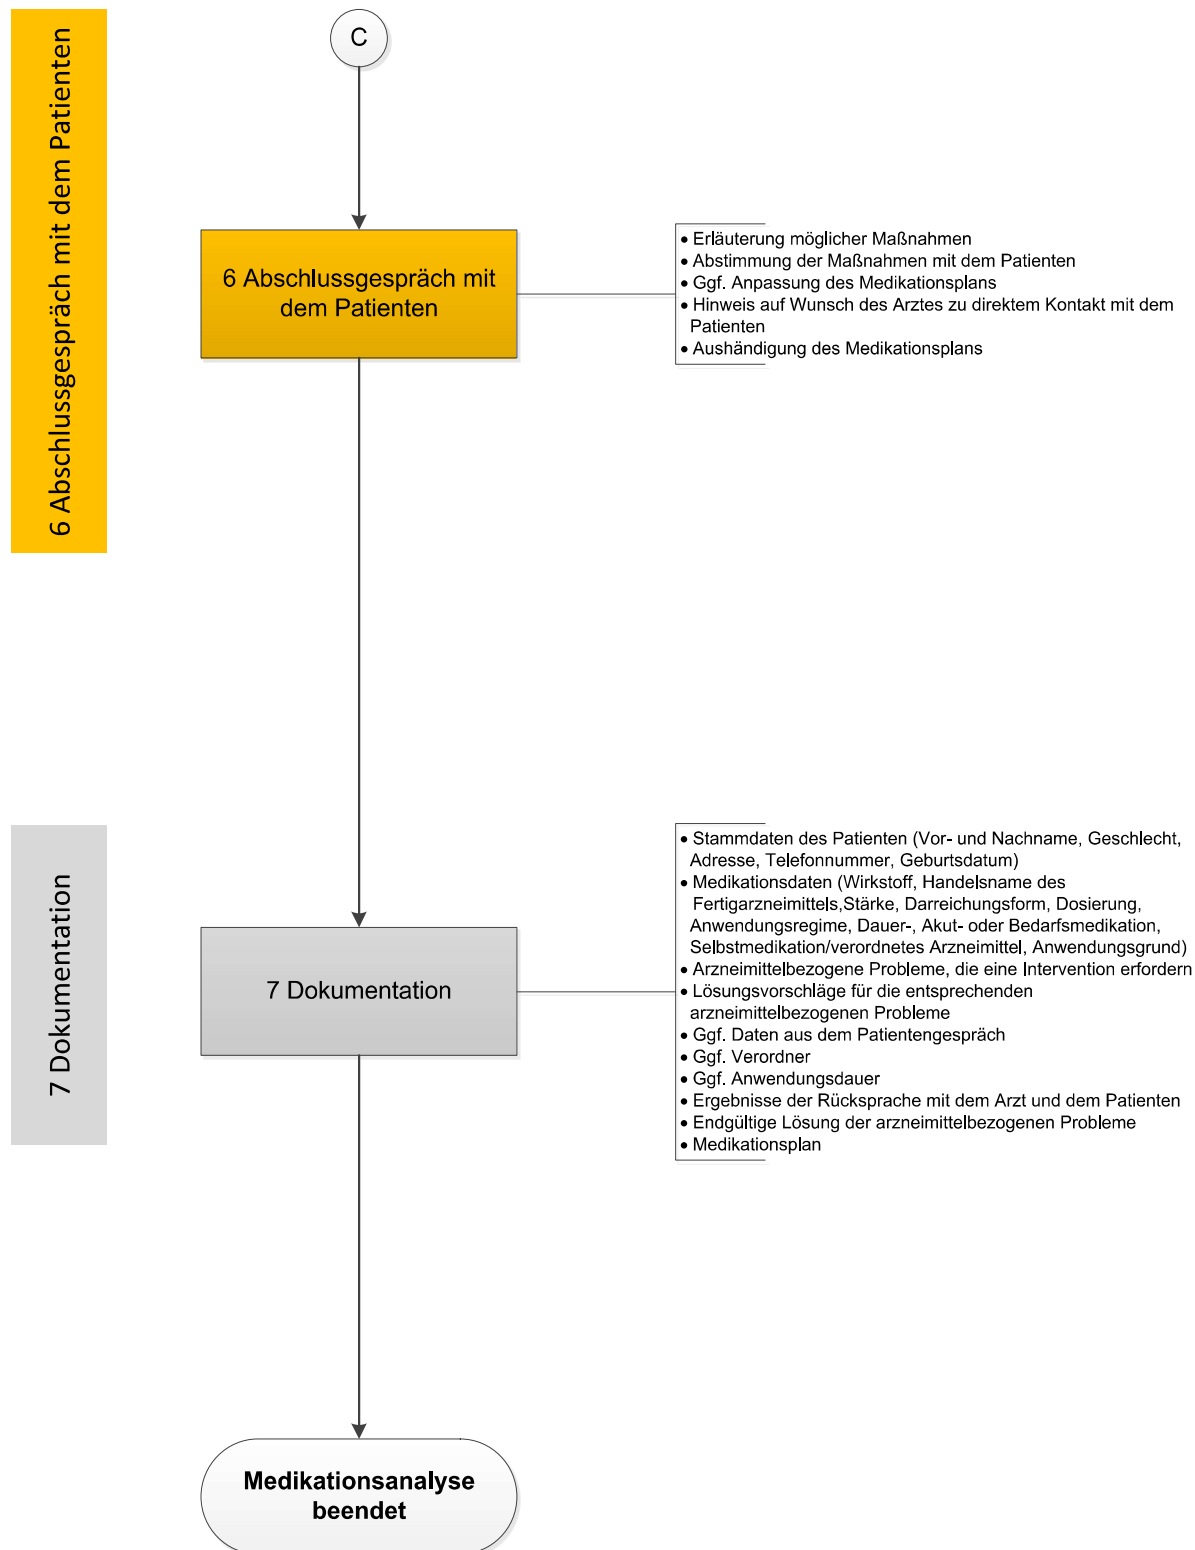 6 Abschlussgespräch mit dem Patienten
C
6 Abschlussgespräch mit
dem Patienten
• Erläuterung möglicher Maßnahmen
• Abstimmung der Maßnahmen mit dem Patienten
• Ggf. Anpassung des Medikationsplans
• Hinweis auf Wunsch des Arztes zu direktem Kontakt mit dem
Patienten
• Aushändigung des Medikationsplans
7 Dokumentation
7 Dokumentation
• Stammdaten des Patienten (Vor- und Nachname, Geschlecht,
Adresse, Telefonnummer, Geburtsdatum)
• Medikationsdaten (Wirkstoff, Handelsname des
Fertigarzneimittels,Stärke, Darreichungsform, Dosierung,
Anwendungsregime, Dauer-, Akut- oder Bedarfsmedikation,
Selbstmedikation/verordnetes Arzneimittel, Anwendungsgrund)
• Arzneimittelbezogene Probleme, die eine Intervention erfordern
• Lösungsvorschläge für die entsprechenden
arzneimittelbezogenen Probleme
• Ggf. Daten aus dem Patientengespräch
• Ggf. Verordner
• Ggf. Anwendungsdauer
• Ergebnisse der Rücksprache mit dem Arzt und dem Patienten
• Endgültige Lösung der arzneimittelbezogenen Probleme
• Medikationsplan
Medikationsanalyse
beendet